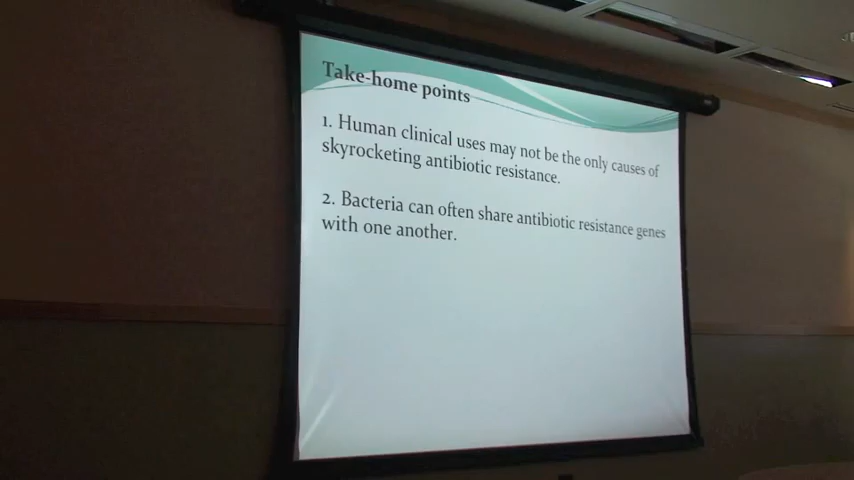 Take-home points
1. Human clinical uses may not be the only causes of
skyrocketing antibiotic resistance.
2. Bacteria can often share antibiotic resistance genes
with one another.